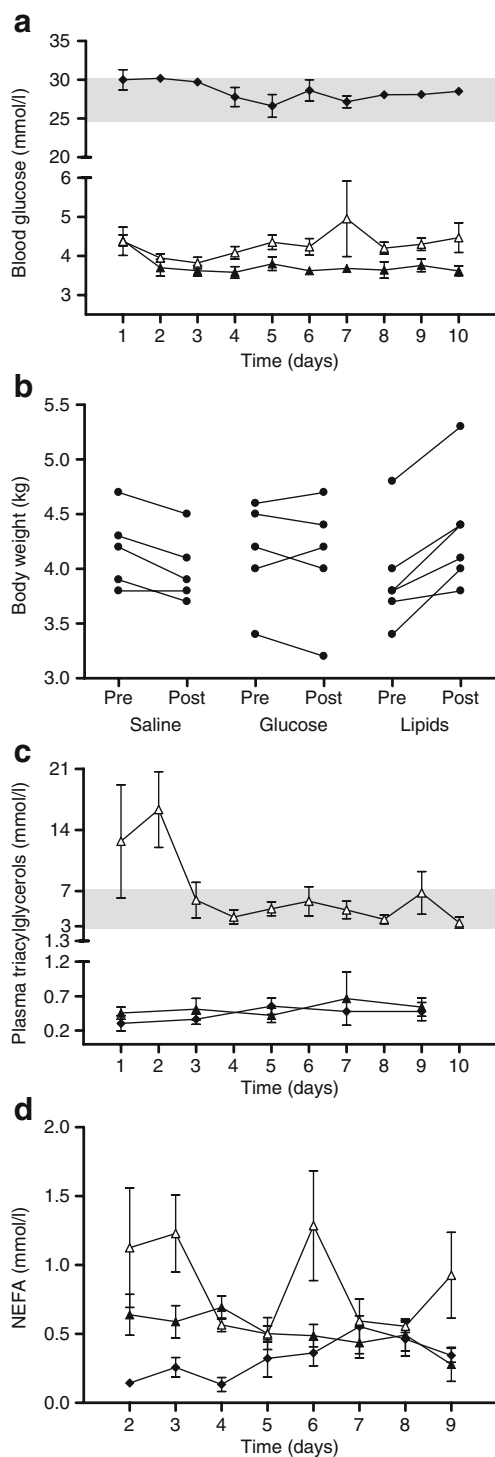 a
Blood glucose (mmol/l)
35
30
25
20
6
5
4
3
1 2 3 4 5 6 7 8 9 10
Time (days)
b
Body weight (kg)
5.5
5.0
4.5
4.0
3.5
3.0
Pre Post Pre Post Pre Post
Saline Glucose Lipids
c
Plasma triacylglycerols (mmol/l)
21
14
7
3
1.3
1.2
0.7
0.2
1 2 3 4 5 6 7 8 9 10
Time (days)
d
NEFA (mmol/l)
2.0
1.5
1.0
0.5
0.0
2 3 4 5 6 7 8 9
Time (days)